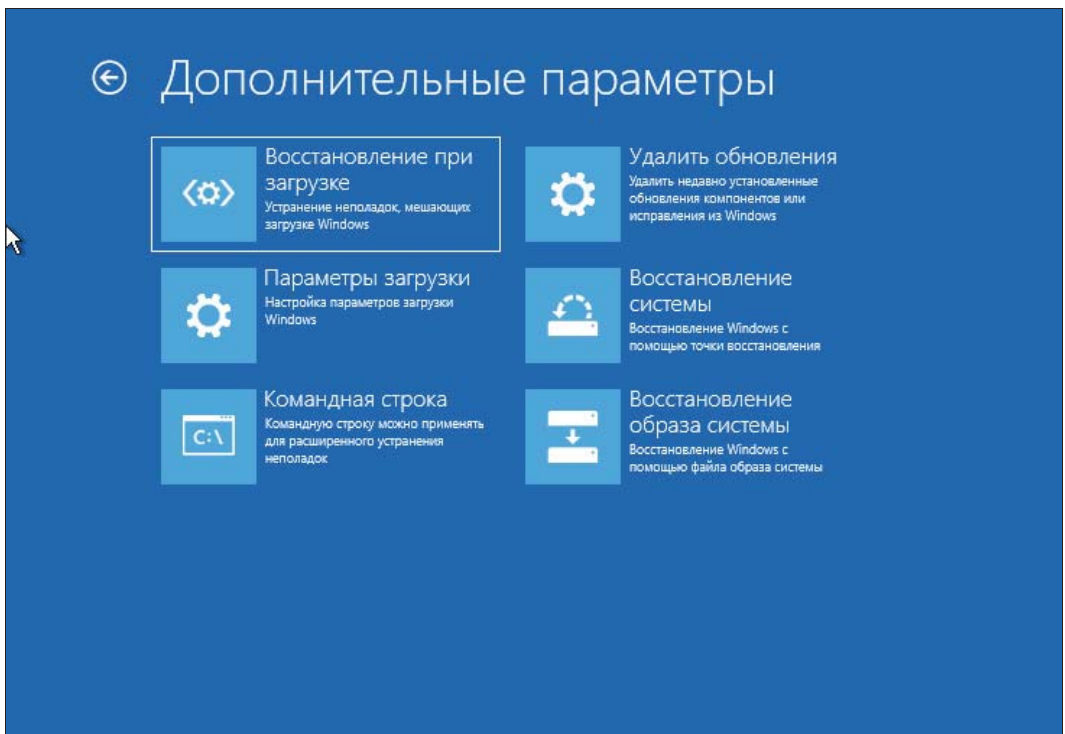 Дополнительные параметры
Восстановление при
загрузке
Устранение неполадок, мешающих
загрузке Windows
Параметры загрузки
Настройка параметров загрузки
Windows
C:\
Командная строка
Командную строку можно применять
для расширенного устранения
неполадок
Удалить обновления
Удалить недавно установленные
обновления компонентов или
исправления из Windows
Восстановление
системы
Восстановление Windows с
помощью точки восстановления
Восстановление
образа системы
Восстановление Windows с
помощью файла образа системы